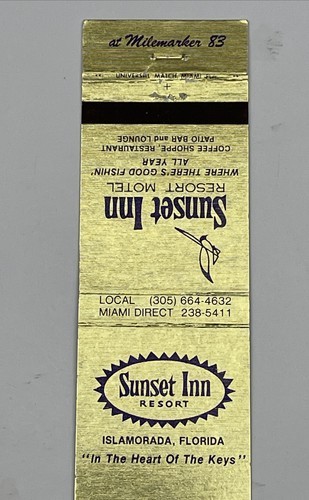 at Milemarker 83
UNIVERSAL MATCH MIAMI
Sunset Inn
RESORT MOTEL
WHERE THERE'S GOOD FISHIN'
ALL YEAR
COFFEE SHOPPE, RESTAURANT
PATIO BAR and LOUNGE
LOCAL (305) 664-4632
MIAMI DIRECT 238-5411
Sunset Inn
RESORT
ISLAMORADA, FLORIDA
"In The Heart Of The Keys"